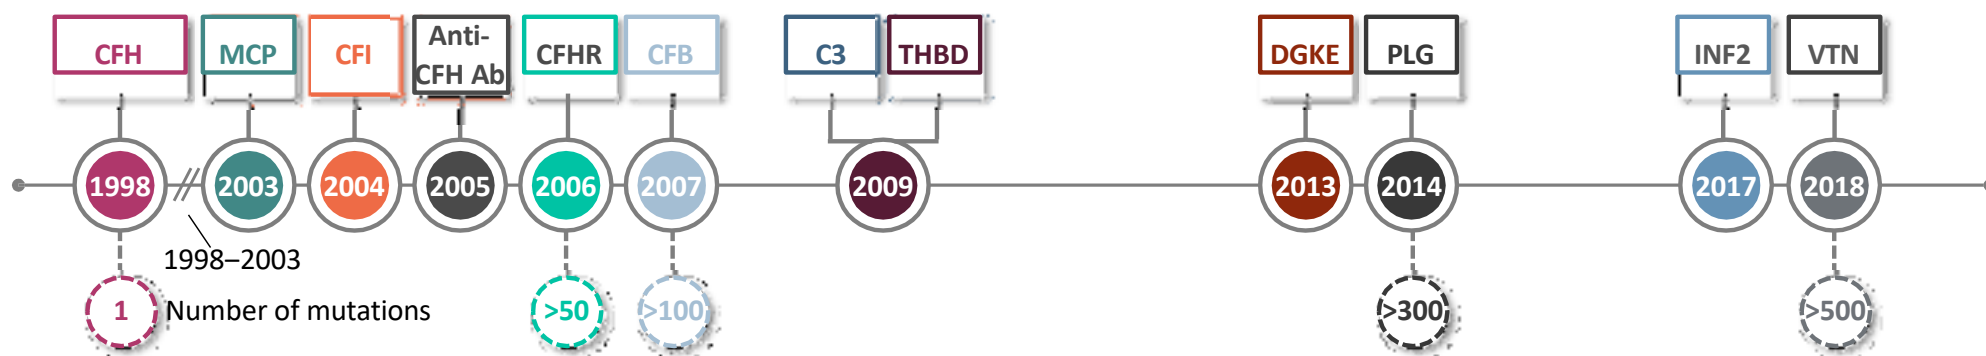 CFH
MCP
CFI
Anti-
CFH Ab
CFHR
CFB
C3
THBD
DGKE
PLG
INF2
VTN
1998
2003
2004
2005
2006
2007
2009
2013
2014
2017
2018
1998–2003
1
Number of mutations
>50
>100
>300
>500